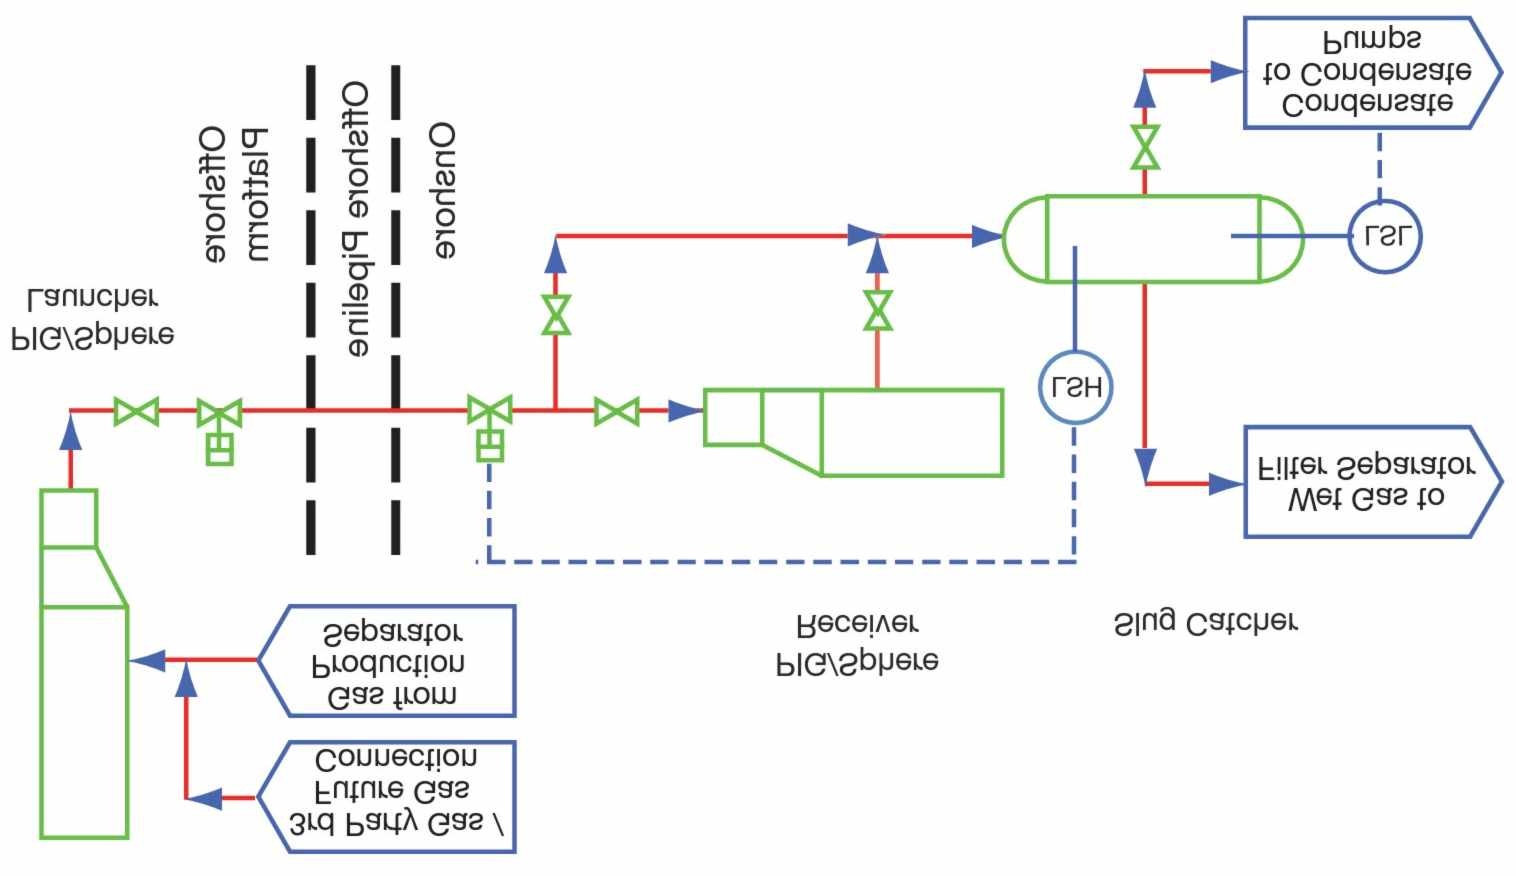 3rd Party Gas /
Future Gas
Connection
Gas from
Production
Separator
PIG/Sphere
Receiver
Slug Catcher
Wet Gas to
Filter Separator
LSH
PIG/Sphere
Launcher
Offshore
Platform
Offshore Pipeline
Onshore
LSL
Condensate
to Condensate
Pumps